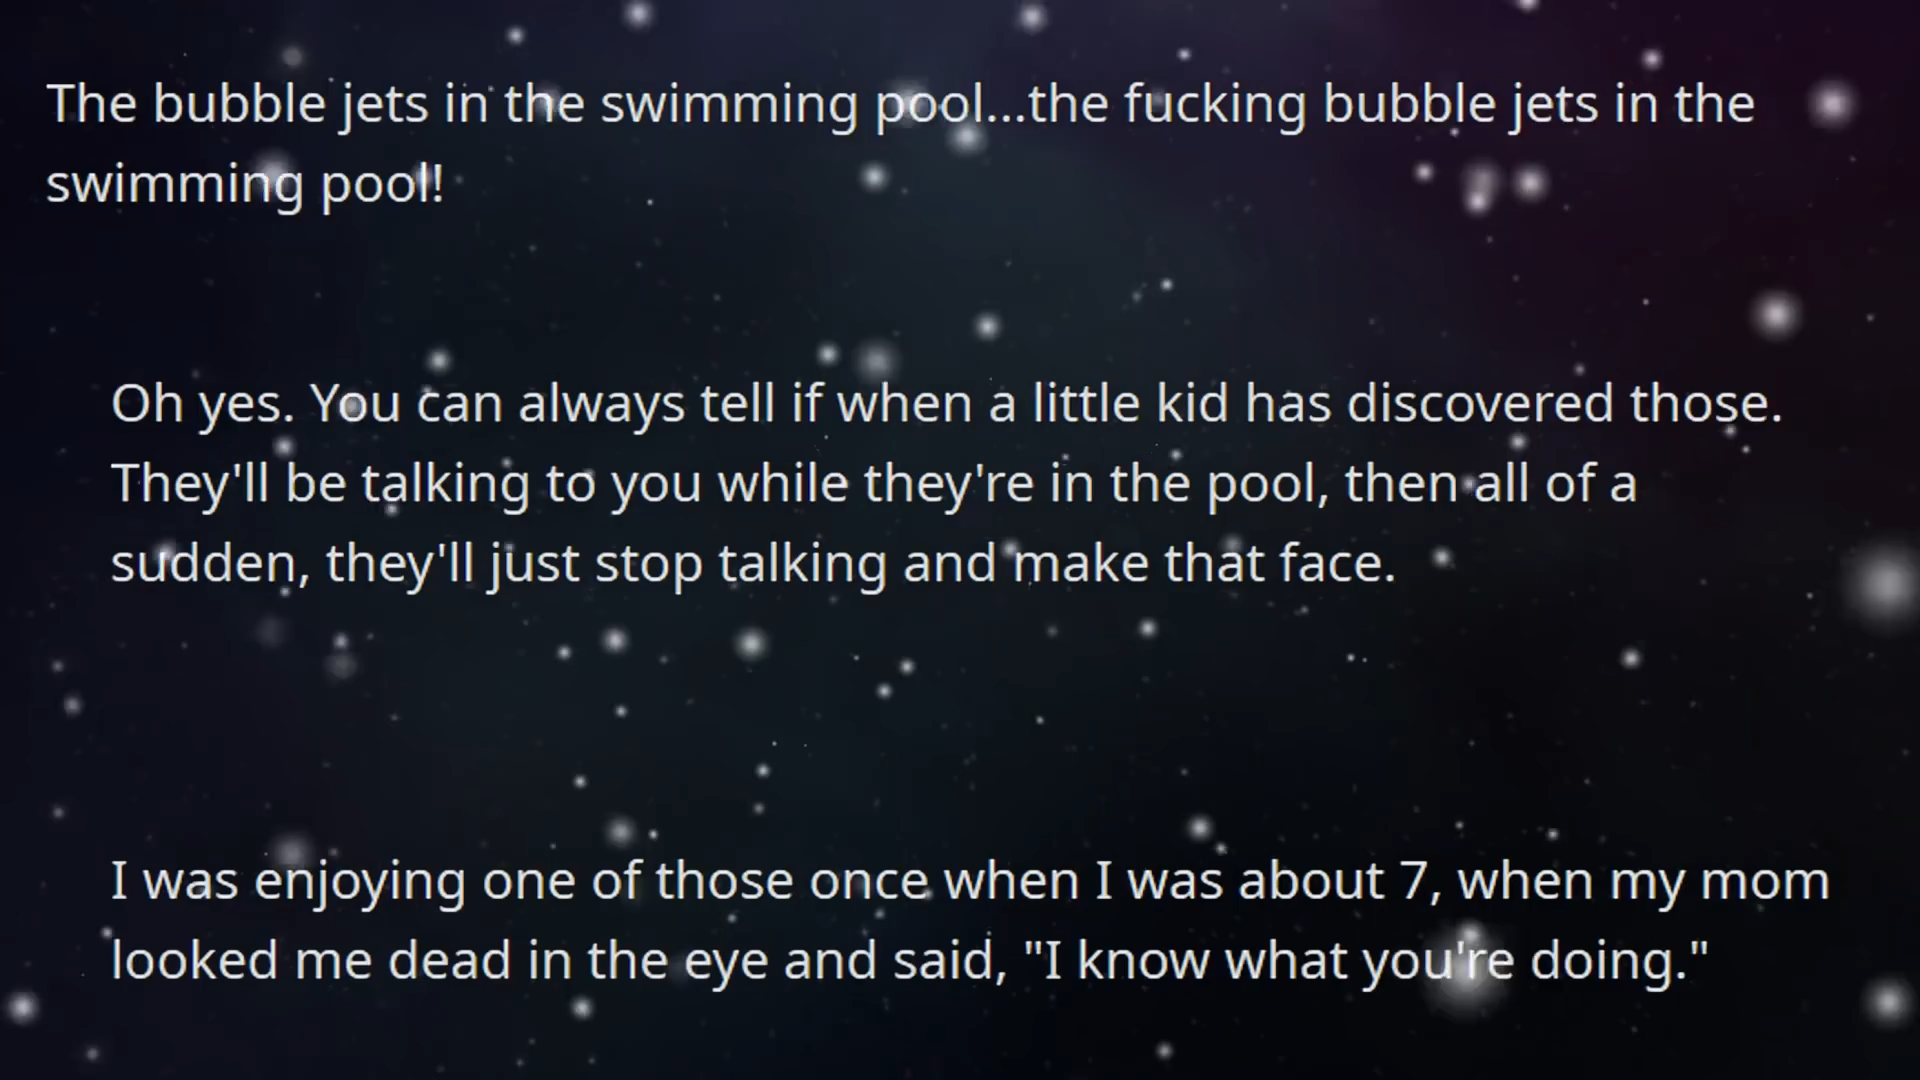 The bubble jets in the swimming pool...the fucking bubble jets in the
swimming pool!
Oh yes. You can always tell if when a little kid has discovered those.
They'll be talking to you while they're in the pool, then all of a
sudden, they'll just stop talking and make that face.
I was enjoying one of those once when I was about 7, when my mom
looked me dead in the eye and said, "I know what you're doing."